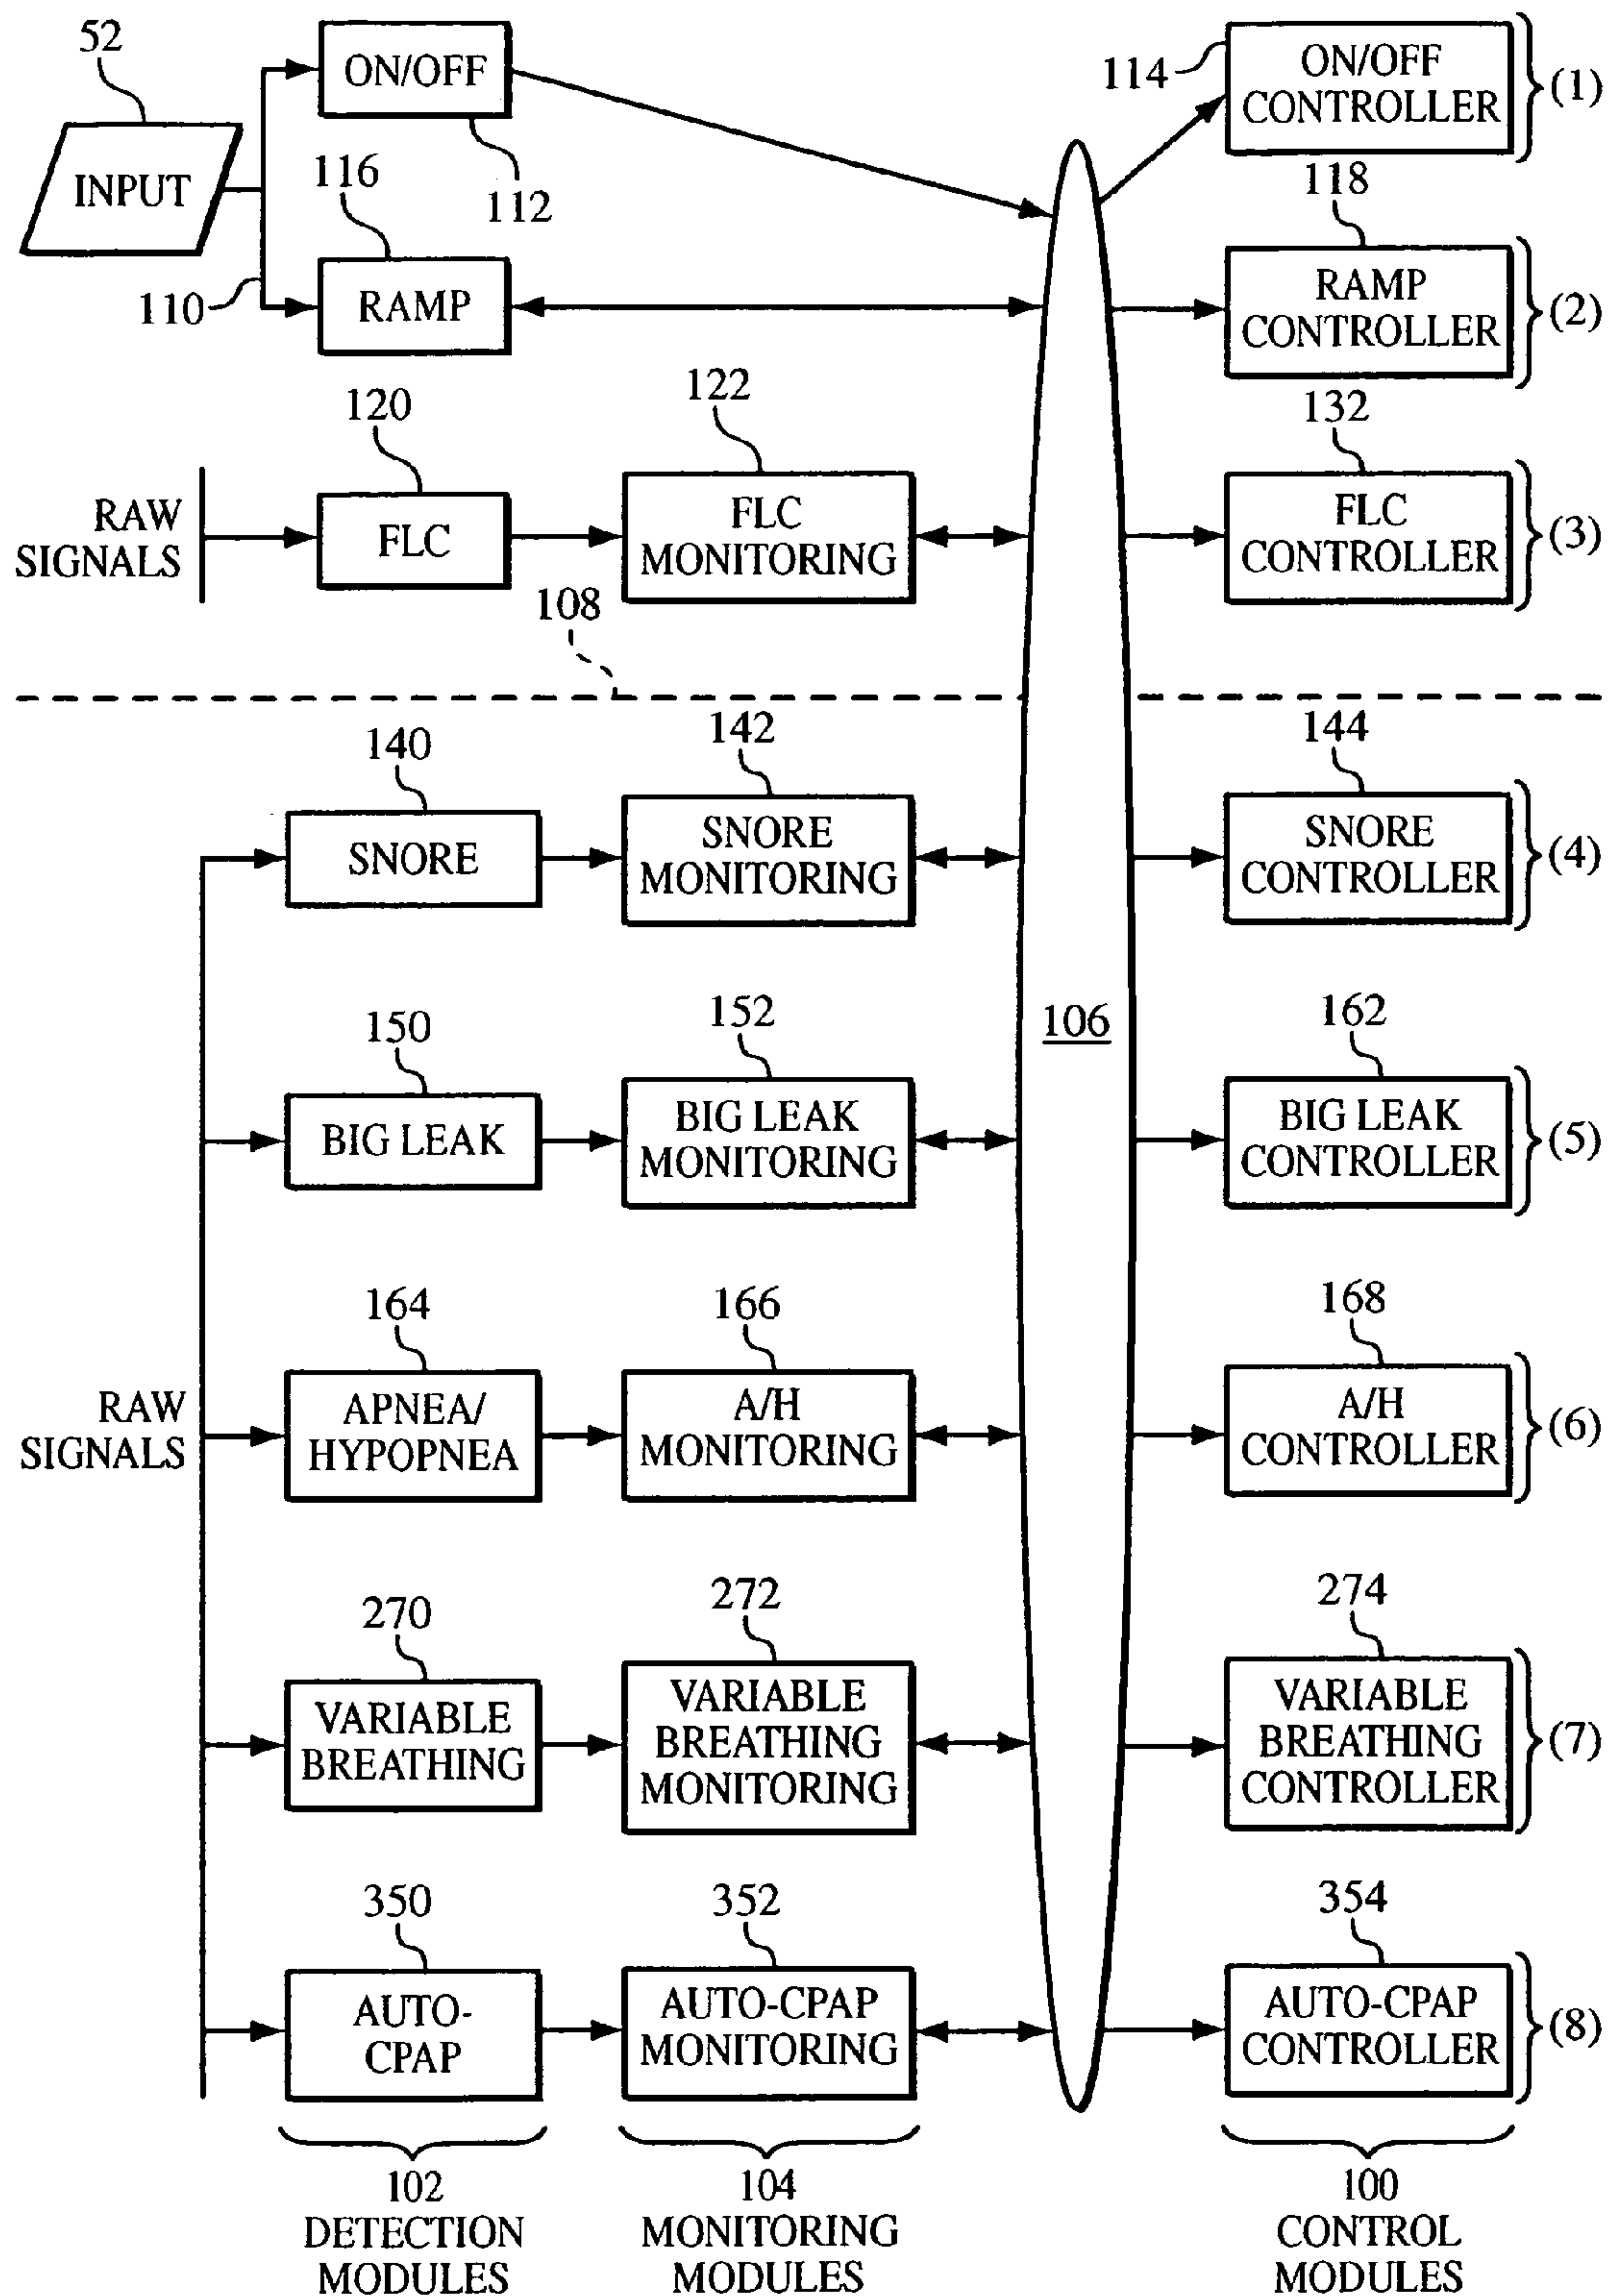 52
INPUT
110
ON/OFF
112
116
RAMP
114
ON/OFF
CONTROLLER
(1)
118
RAMP
CONTROLLER
(2)
RAW
SIGNALS
120
FLC
122
FLC
MONITORING
132
FLC
CONTROLLER
(3)
108
106
RAW
SIGNALS
140
SNORE
142
SNORE
MONITORING
144
SNORE
CONTROLLER
(4)
150
BIG LEAK
152
BIG LEAK
MONITORING
162
BIG LEAK
CONTROLLER
(5)
164
APNEA/
HYPOPNEA
166
A/H
MONITORING
168
A/H
CONTROLLER
(6)
270
VARIABLE
BREATHING
272
VARIABLE
BREATHING
MONITORING
274
VARIABLE
BREATHING
CONTROLLER
(7)
350
AUTO-
CPAP
352
AUTO-CPAP
MONITORING
354
AUTO-CPAP
CONTROLLER
(8)
102
DETECTION
MODULES
104
MONITORING
MODULES
100
CONTROL
MODULES